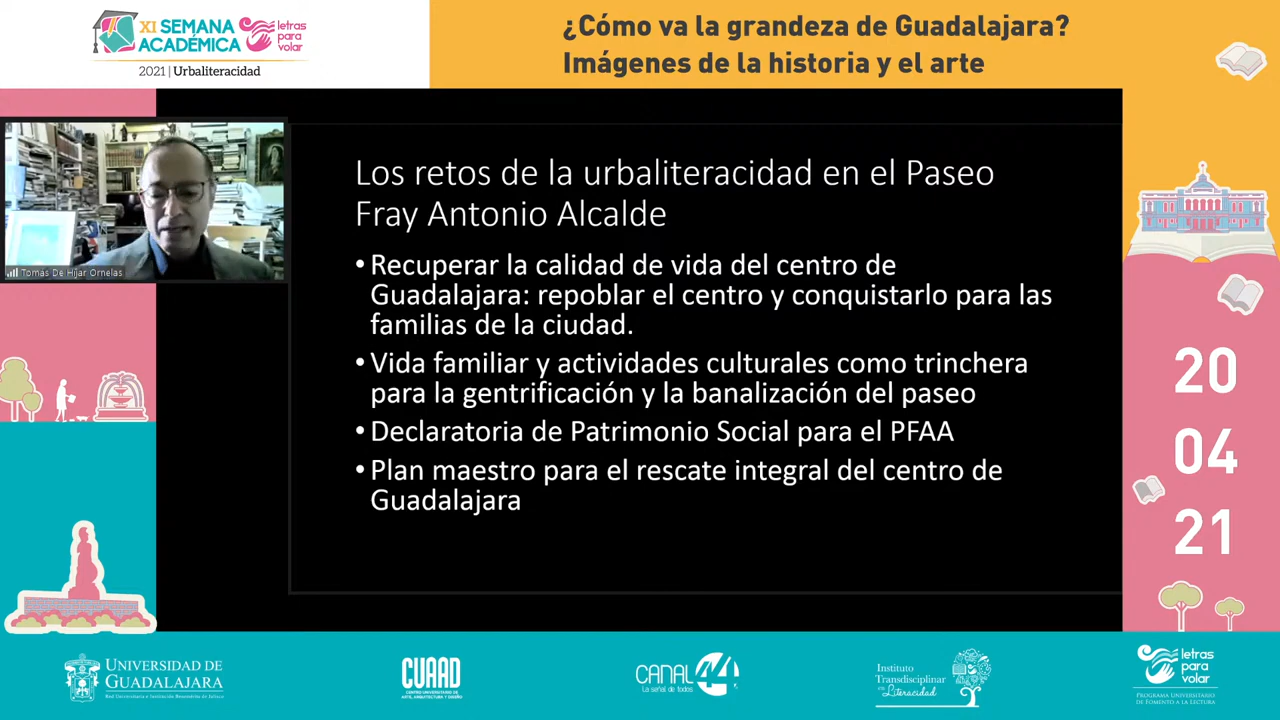 XI SEMANA
ACADÉMICA
letras
para
volar
2021 | Urbaliteracidad
¿Cómo va la grandeza de Guadalajara?
Imágenes de la historia y el arte
Tomás De Híjar Ornelas
Los retos de la urbaliteracidad en el Paseo
Fray Antonio Alcalde
•Recuperar la calidad de vida del centro de
Guadalajara: repoblar el centro y conquistarlo para las
familias de la ciudad.
•Vida familiar y actividades culturales como trinchera
para la gentrificación y la banalización del paseo
•Declaratoria de Patrimonio Social para el PFAA
•Plan maestro para el rescate integral del centro de
Guadalajara
20
04
21
UNIVERSIDAD DE
GUADALAJARA
Red Universitaria e Institución Benemérita de Jalisco
CUAAD
CENTRO UNIVERSITARIO DE
ARTE, ARQUITECTURA Y DISEÑO
CANAL 44
La señal de todos
Instituto
Transdisciplinar
en Literacidad
letras
para
volar
PROGRAMA UNIVERSITARIO
DE FOMENTO A LA LECTURA